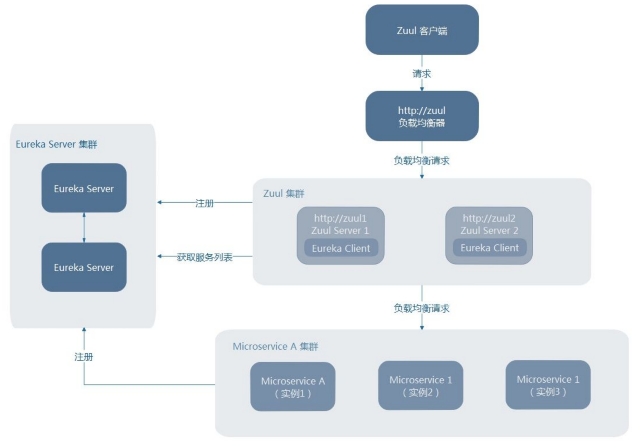 Zuul 客户端
请求
http://zuul
负载均衡器
负载均衡请求
Eureka Server 集群
Eureka Server
Eureka Server
注册
获取服务列表
Zuul 集群
http://zuul1
Zuul Server 1
Eureka Client
http://zuul2
Zuul Server 2
Eureka Client
负载均衡请求
注册
Microservice A 集群
Microservice A
（实例1）
Microservice 1
（实例2）
Microservice 1
（实例3）